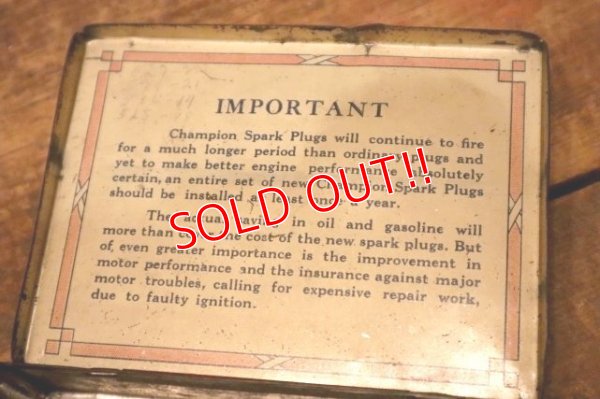 IMPORTANT
Champion Spark Plugs will continue to fire
for a much longer period than ordinary plugs and
yet to make better engine performance absolutely
certain, an entire set of new Champion Spark Plugs
should be installed at least once a year.
The actual saving in oil and gasoline will
more than cover the cost of the new spark plugs. But
of, even greater importance is the improvement in
motor performance and the insurance against major
motor troubles, calling for expensive repair work,
due to faulty ignition.
SOLD OUT!!